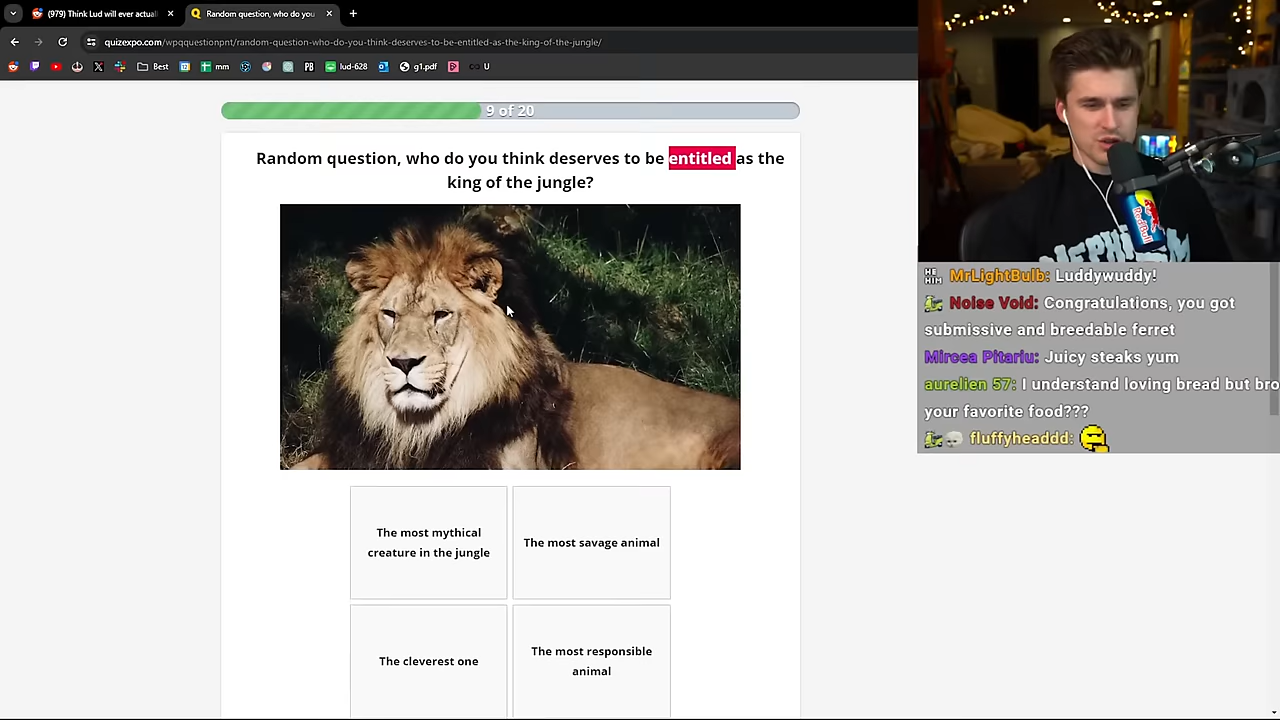 (979) Think Lud will ever actual
Random question, who do you
quizexpo.com/wpqquestionpnt/random-question-who-do-you-think-deserves-to-be-entitled-as-the-king-of-the-jungle/
Best
mm
PB
lud-628
g1.pdf
U
9 of 20
Random question, who do you think deserves to be entitled as the
king of the jungle?
The most mythical
creature in the jungle
The most savage animal
The cleverest one
The most responsible
animal
HE
HIM
MrLightBulb: Luddywuddy!
Noise Void: Congratulations, you got
submissive and breedable ferret
Mircea Pitariu: Juicy steaks yum
aurelien 57: I understand loving bread but bro
your favorite food???
fluffyheaddd:
RedBull